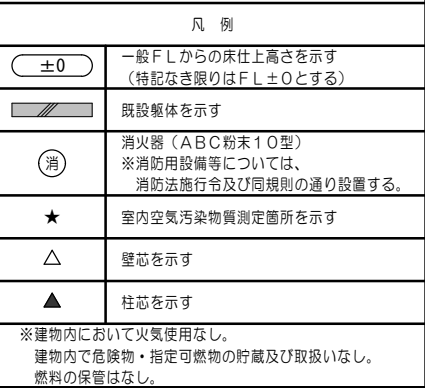 凡　例
±0
一般ＦＬからの床仕上高さを示す
（特記なき限りはＦＬ±０とする）
既設躯体を示す
消
消火器（ＡＢＣ粉末１０型）
※消防用設備等については、
消防法施行令及び同規則の通り設置する。
★
室内空気汚染物質測定箇所を示す
△
壁芯を示す
▲
柱芯を示す
※建物内において火気使用なし。
建物内で危険物・指定可燃物の貯蔵及び取扱いなし。
燃料の保管はなし。